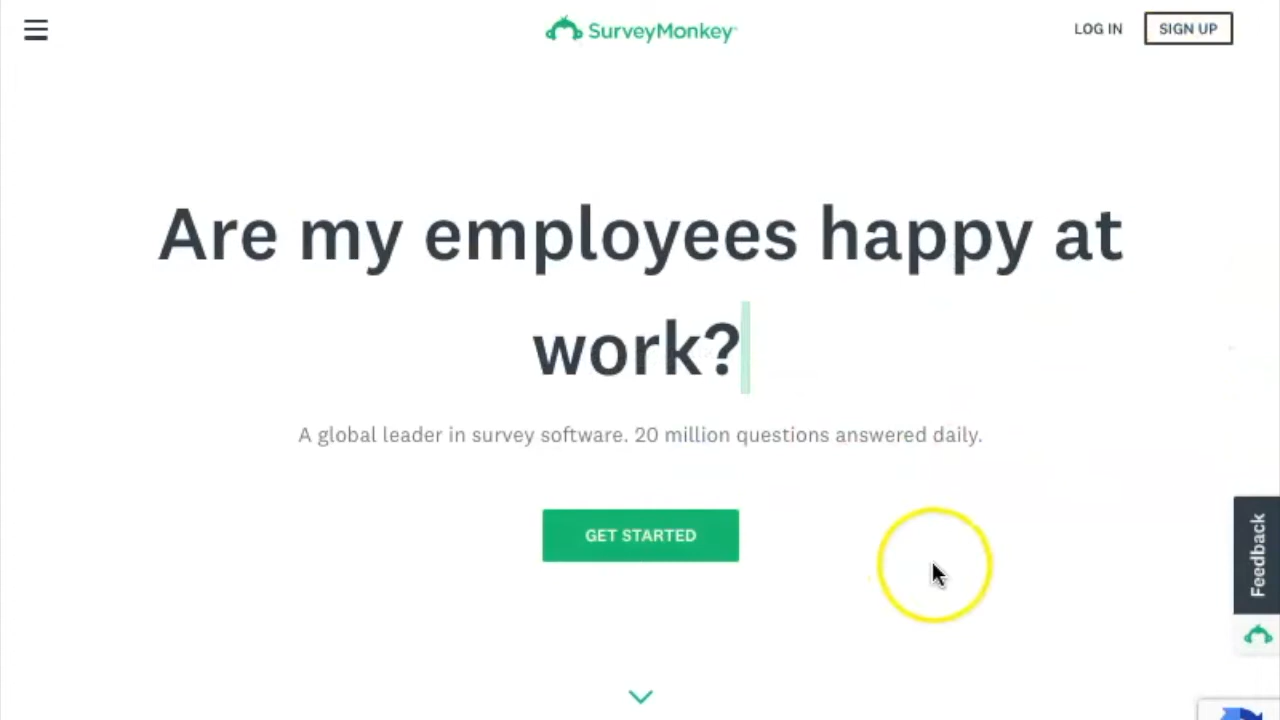 SurveyMonkey
LOG IN
SIGN UP
Are my employees happy at
work?
A global leader in survey software. 20 million questions answered daily.
GET STARTED
Feedback